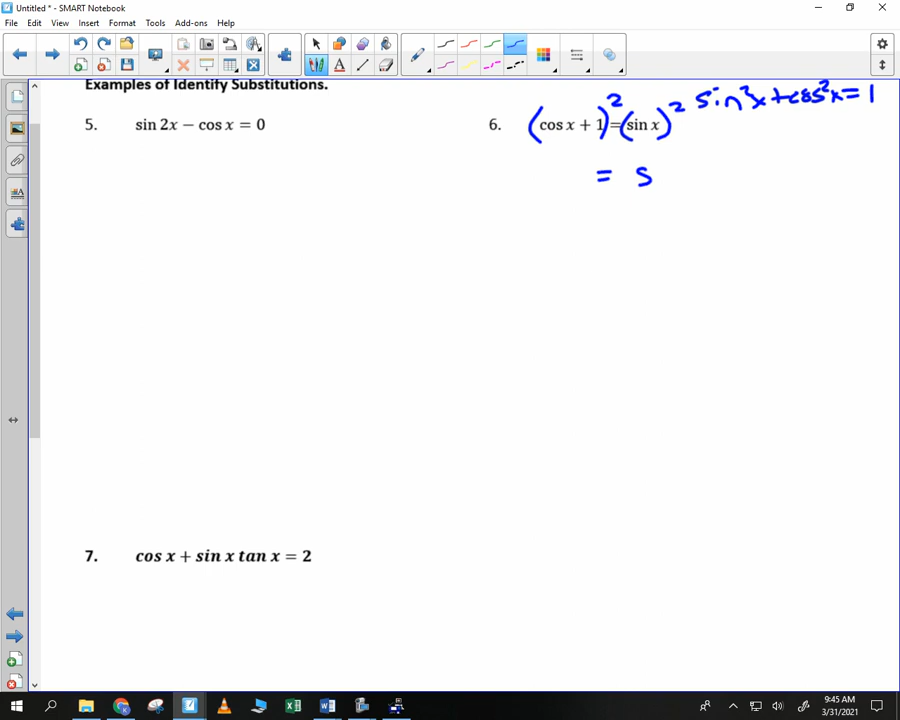 Untitled * - SMART Notebook
File Edit View Insert Format Tools Add-ons Help
Examples of Identify Substitutions.
5. sin 2x − cos x = 0
6. (cos x + 1)² = (sin x)² sin²x + cos²x = 1
= s
7. cos x + sin x tan x = 2
9:45 AM
3/31/2021